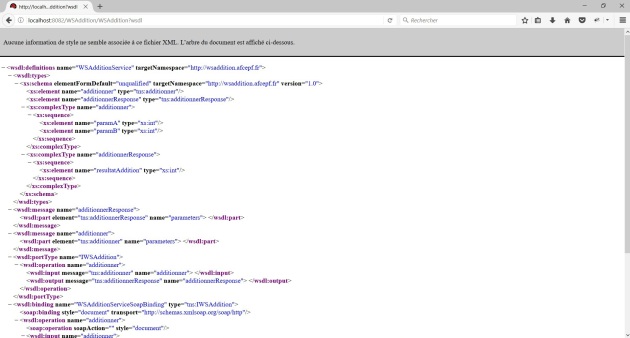 http://localh...ddition?wsdl
localhost:8082/WSAddition/WSAddition?wsdl
Rechercher
Aucune information de style ne semble associée à ce fichier XML. L'arbre du document est affiché ci-dessous.
−<wsdl:definitions name="WSAdditionService" targetNamespace="http://wsaddition.afcepf.fr">
−<wsdl:types>
−<xs:schema elementFormDefault="unqualified" targetNamespace="http://wsaddition.afcepf.fr" version="1.0">
<xs:element name="additionner" type="tns:additionner"/>
<xs:element name="additionnerResponse" type="tns:additionnerResponse"/>
−<xs:complexType name="additionner">
−<xs:sequence>
<xs:element name="paramA" type="xs:int"/>
<xs:element name="paramB" type="xs:int"/>
</xs:sequence>
</xs:complexType>
−<xs:complexType name="additionnerResponse">
−<xs:sequence>
<xs:element name="resultatAddition" type="xs:int"/>
</xs:sequence>
</xs:complexType>
</xs:schema>
</wsdl:types>
−<wsdl:message name="additionnerResponse">
<wsdl:part element="tns:additionnerResponse" name="parameters"> </wsdl:part>
</wsdl:message>
−<wsdl:message name="additionner">
<wsdl:part element="tns:additionner" name="parameters"> </wsdl:part>
</wsdl:message>
−<wsdl:portType name="IWSAddition">
−<wsdl:operation name="additionner">
<wsdl:input message="tns:additionner" name="additionner"> </wsdl:input>
<wsdl:output message="tns:additionnerResponse" name="additionnerResponse"> </wsdl:output>
</wsdl:operation>
</wsdl:portType>
−<wsdl:binding name="WSAdditionServiceSoapBinding" type="tns:IWSAddition">
<soap:binding style="document" transport="http://schemas.xmlsoap.org/soap/http"/>
−<wsdl:operation name="additionner">
<soap:operation soapAction="" style="document"/>
−<wsdl:input name="additionner">